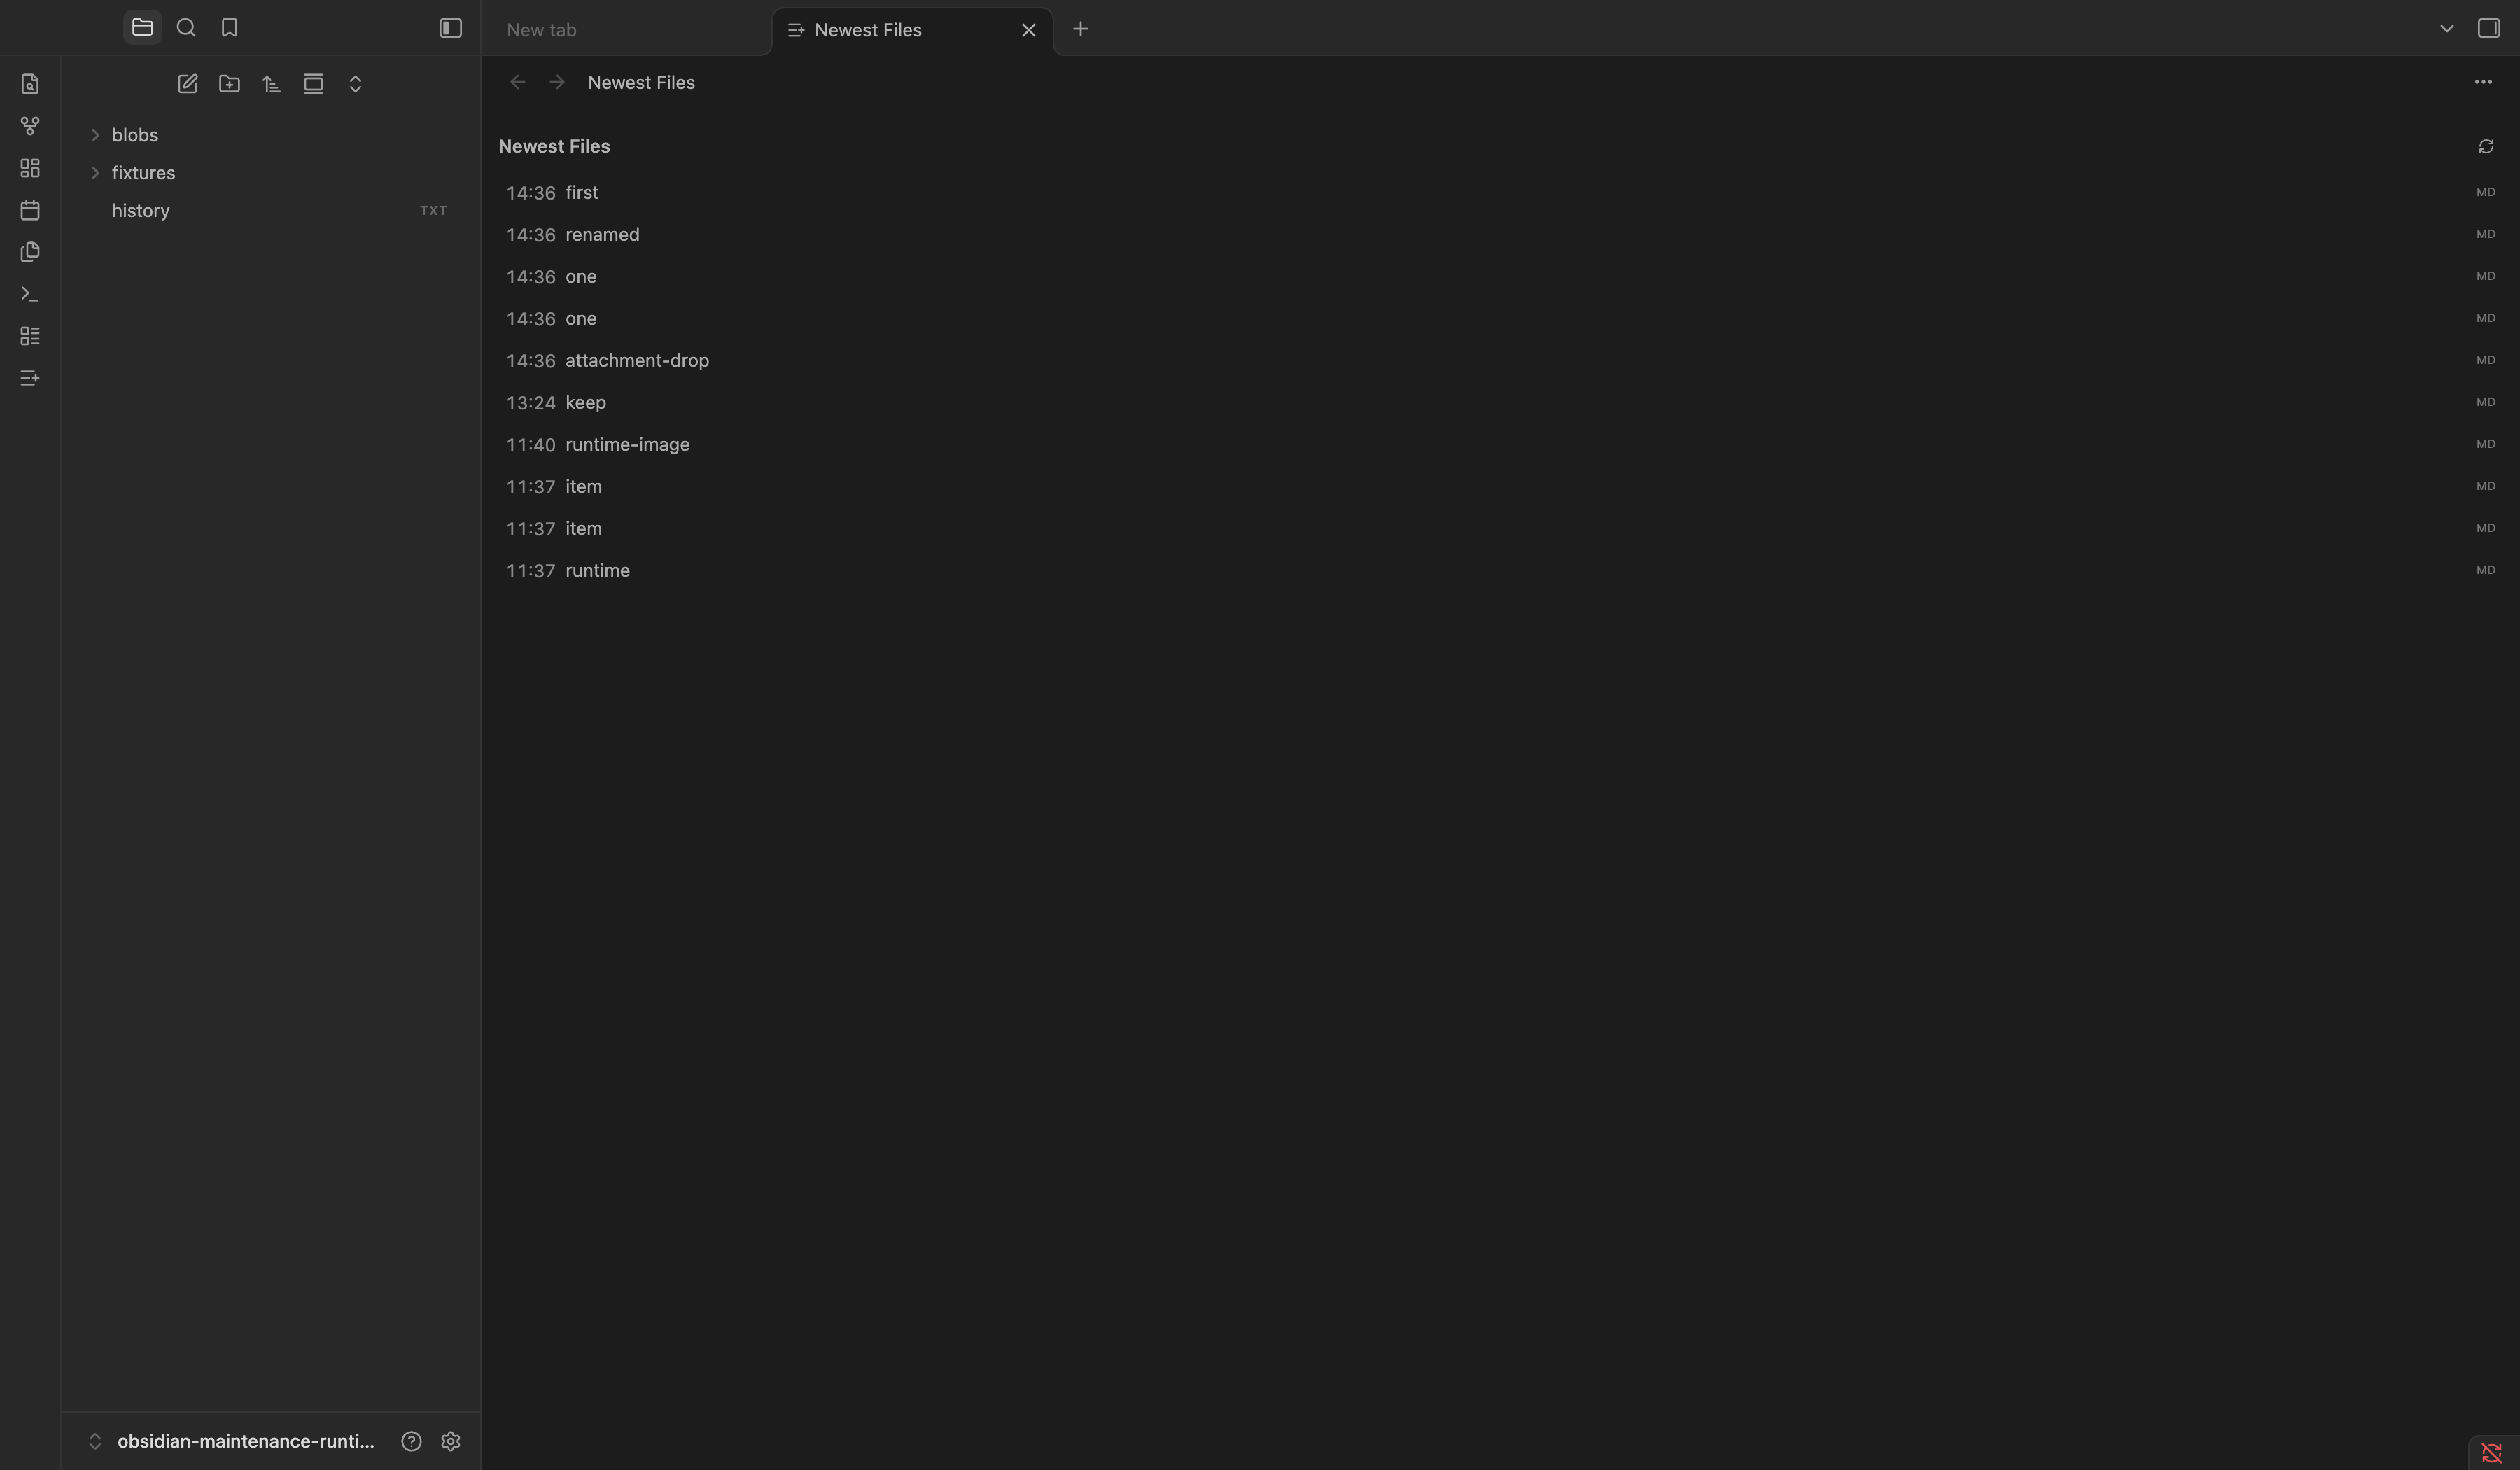 New tab
Newest Files
Newest Files
blobs
fixtures
history TXT
Newest Files
14:36 first MD
14:36 renamed MD
14:36 one MD
14:36 one MD
14:36 attachment-drop MD
13:24 keep MD
11:40 runtime-image MD
11:37 item MD
11:37 item MD
11:37 runtime MD
obsidian-maintenance-runti...